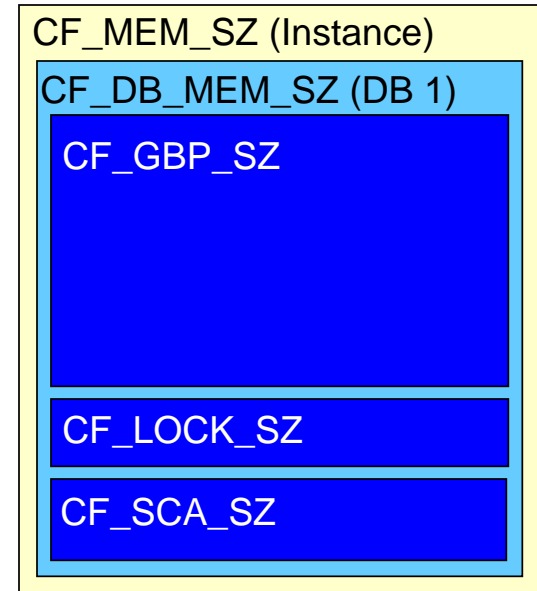 CF_MEM_SZ (Instance)
CF_DB_MEM_SZ (DB 1)
CF_GBP_SZ
CF_LOCK_SZ
CF_SCA_SZ